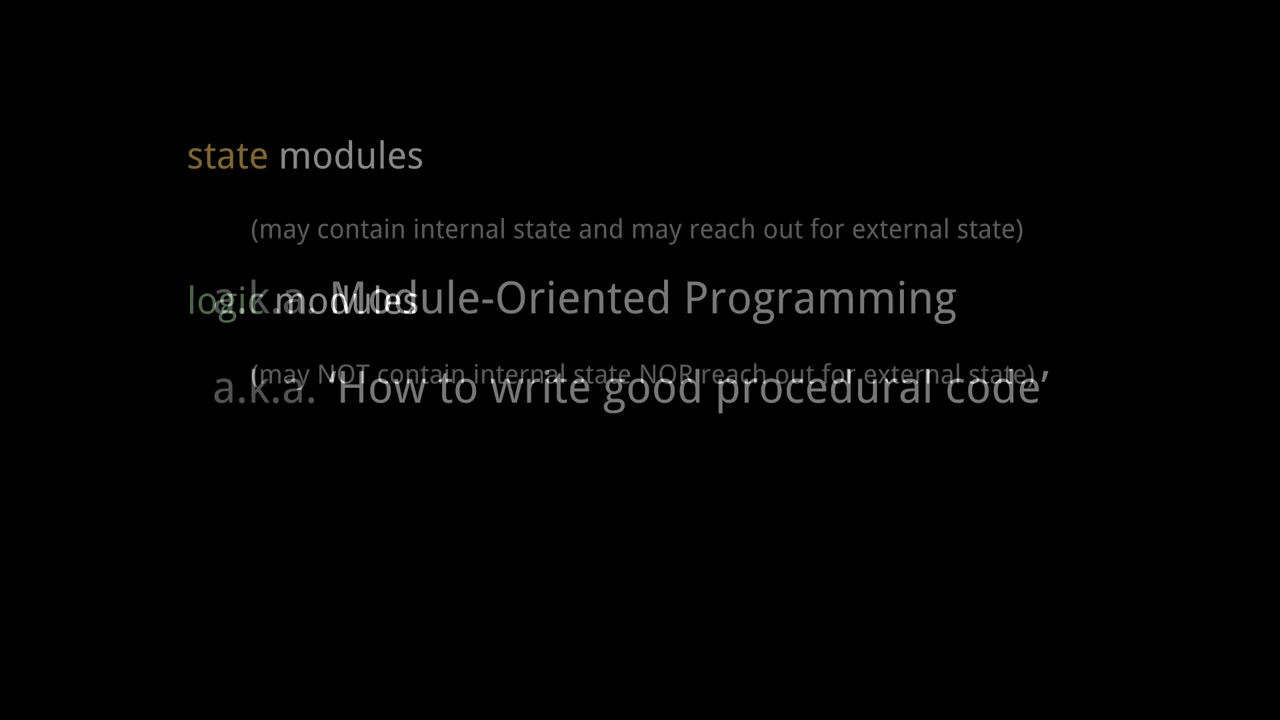 state modules
(may contain internal state and may reach out for external state)
logic modules
a.k.a. Module-Oriented Programming
(may NOT contain internal state NOR reach out for external state)
a.k.a. ‘How to write good procedural code’